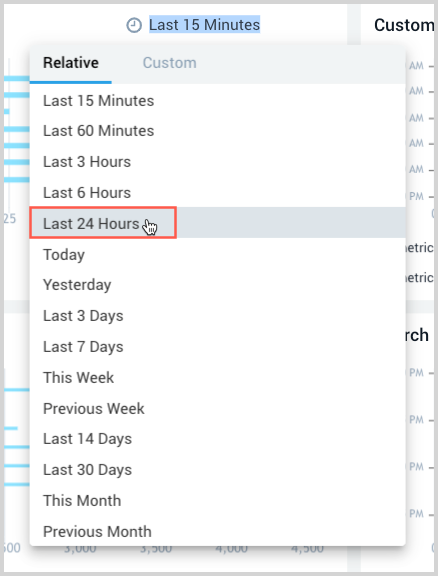 Last 15 Minutes
Custom
Relative
Custom
Last 15 Minutes
Last 60 Minutes
Last 3 Hours
Last 6 Hours
Last 24 Hours
Today
Yesterday
Last 3 Days
Last 7 Days
This Week
Previous Week
Last 14 Days
Last 30 Days
This Month
Previous Month
AM
AM
AM
AM
PM
25
etric
etric
rch
PM
PM
PM
PM
500
3,000
3,500
4,000
4,500